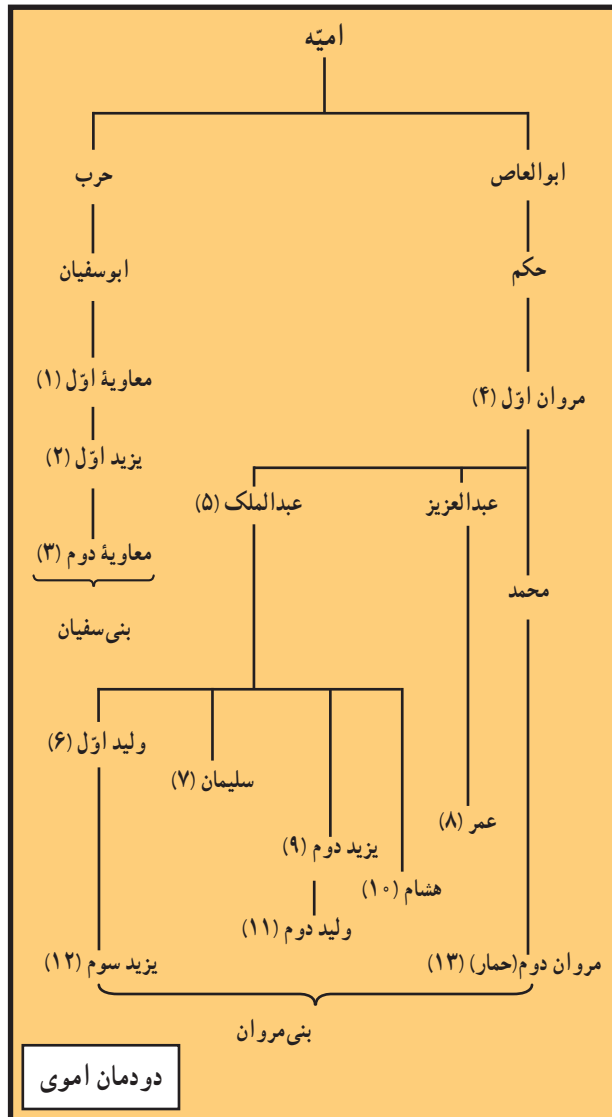 امیّه
ابوالعاص
حرب
حکم
ابوسفیان
مروان اوّل (۴)
معاویهٔ اوّل (۱)
یزید اوّل (۲)
عبدالعزیز
عبدالملک (۵)
معاویهٔ دوم (۳)
محمد
بنی‌سفیان
ولید اوّل (۶)
سلیمان (۷)
عمر (۸)
یزید دوم (۹)
هشام (۱۰)
ولید دوم (۱۱)
مروان دوم(حمار) (۱۳)
یزید سوم (۱۲)
بنی‌مروان
دودمان اموی